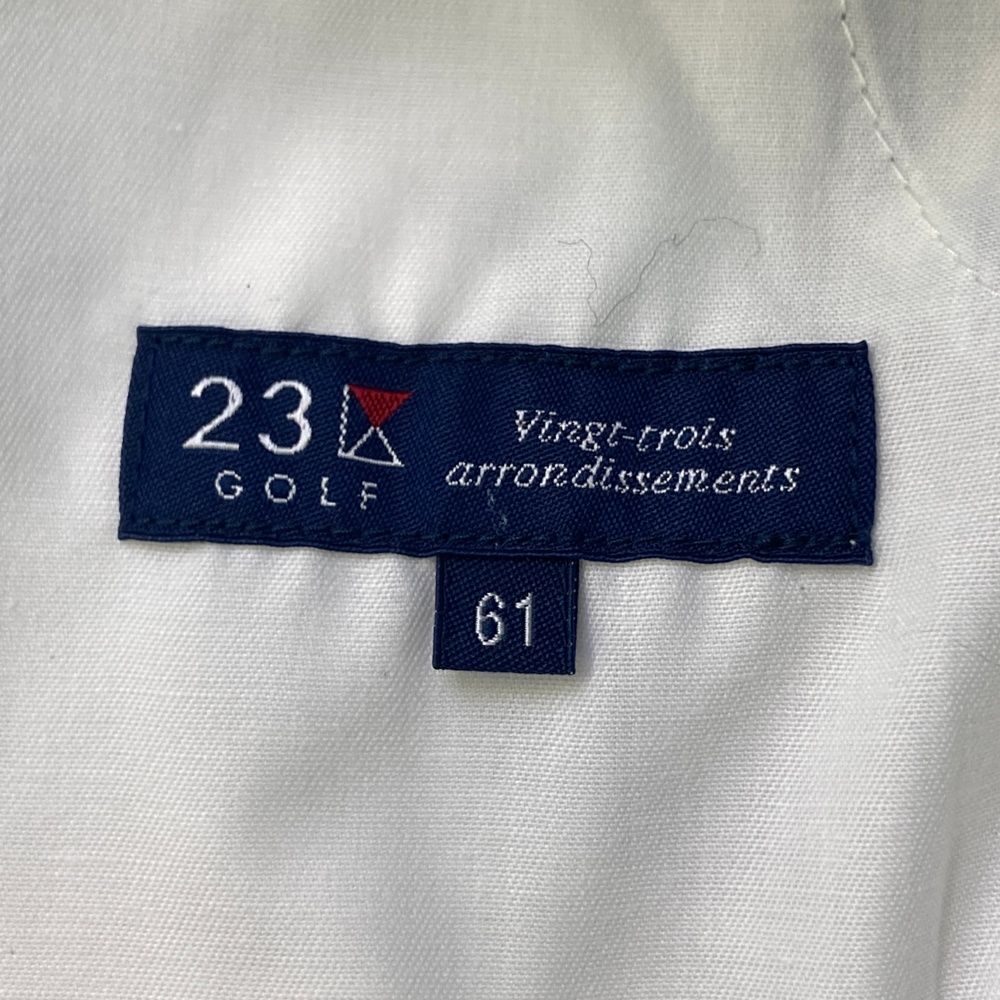 23
GOLF
Vingt-trois
arrondissements
61